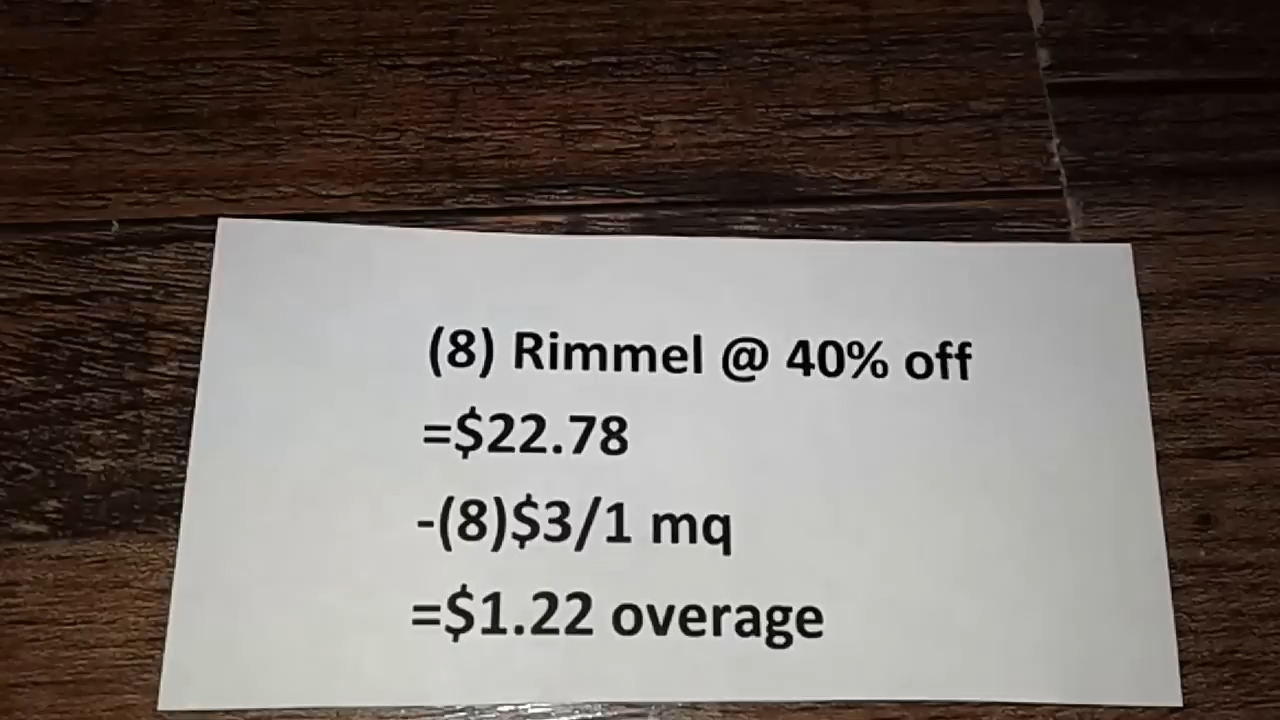 (8) Rimmel @ 40% off
=$22.78
-(8)$3/1 mq
=$1.22 overage